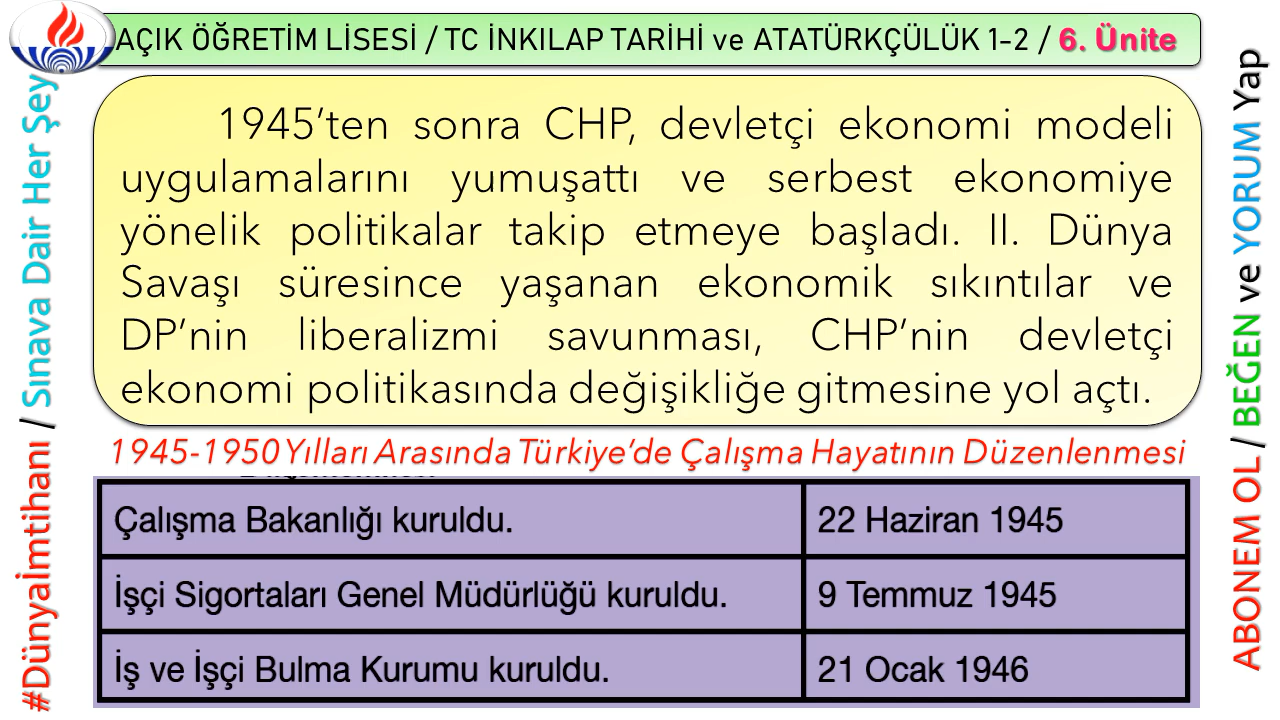 AÇIK ÖĞRETİM LİSESİ / TC İNKILAP TARİHİ ve ATATÜRKÇÜLÜK 1-2 / 6. Ünite
1945’ten sonra CHP, devletçi ekonomi modeli
uygulamalarını yumuşattı ve serbest ekonomiye
yönelik politikalar takip etmeye başladı. II. Dünya
Savaşı süresince yaşanan ekonomik sıkıntılar ve
DP’nin liberalizmi savunması, CHP’nin devletçi
ekonomi politikasında değişikliğe gitmesine yol açtı.
1945-1950 Yılları Arasında Türkiye’de Çalışma Hayatının Düzenlenmesi
Çalışma Bakanlığı kuruldu. 22 Haziran 1945
İşçi Sigortaları Genel Müdürlüğü kuruldu. 9 Temmuz 1945
İş ve İşçi Bulma Kurumu kuruldu. 21 Ocak 1946
#Dünyaİmtihanı / Sınava Dair Her Şey
ABONEM OL / BEĞEN ve YORUM Yap